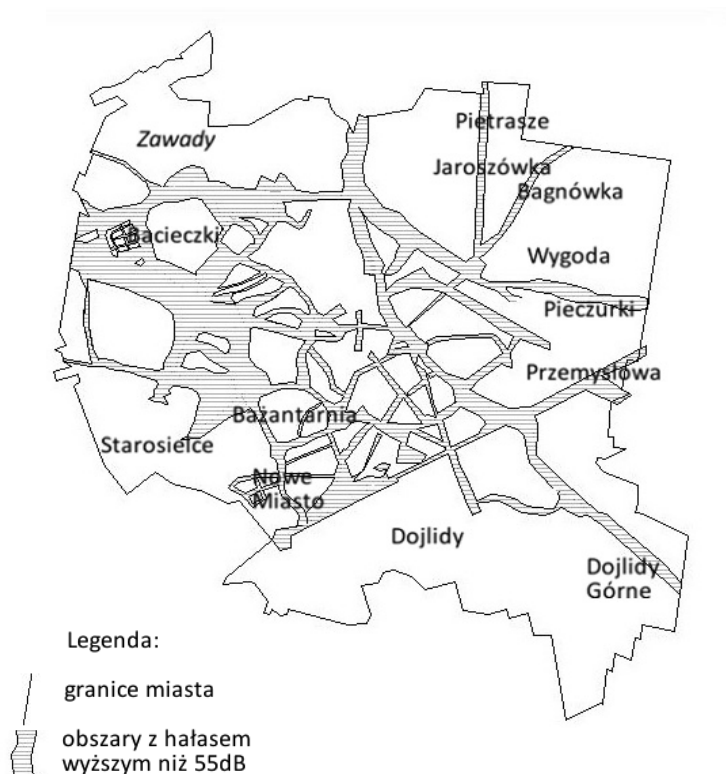 Pietrasze
Zawady
Jaroszówka
Bagnówka
Bacieczki
Wygoda
Pieczurki
Przemysłowa
Bażantarnia
Starosielce
Nowe
Miasto
Dojlidy
Dojlidy
Górne
Legenda:
granice miasta
obszary z hałasem
wyższym niż 55dB